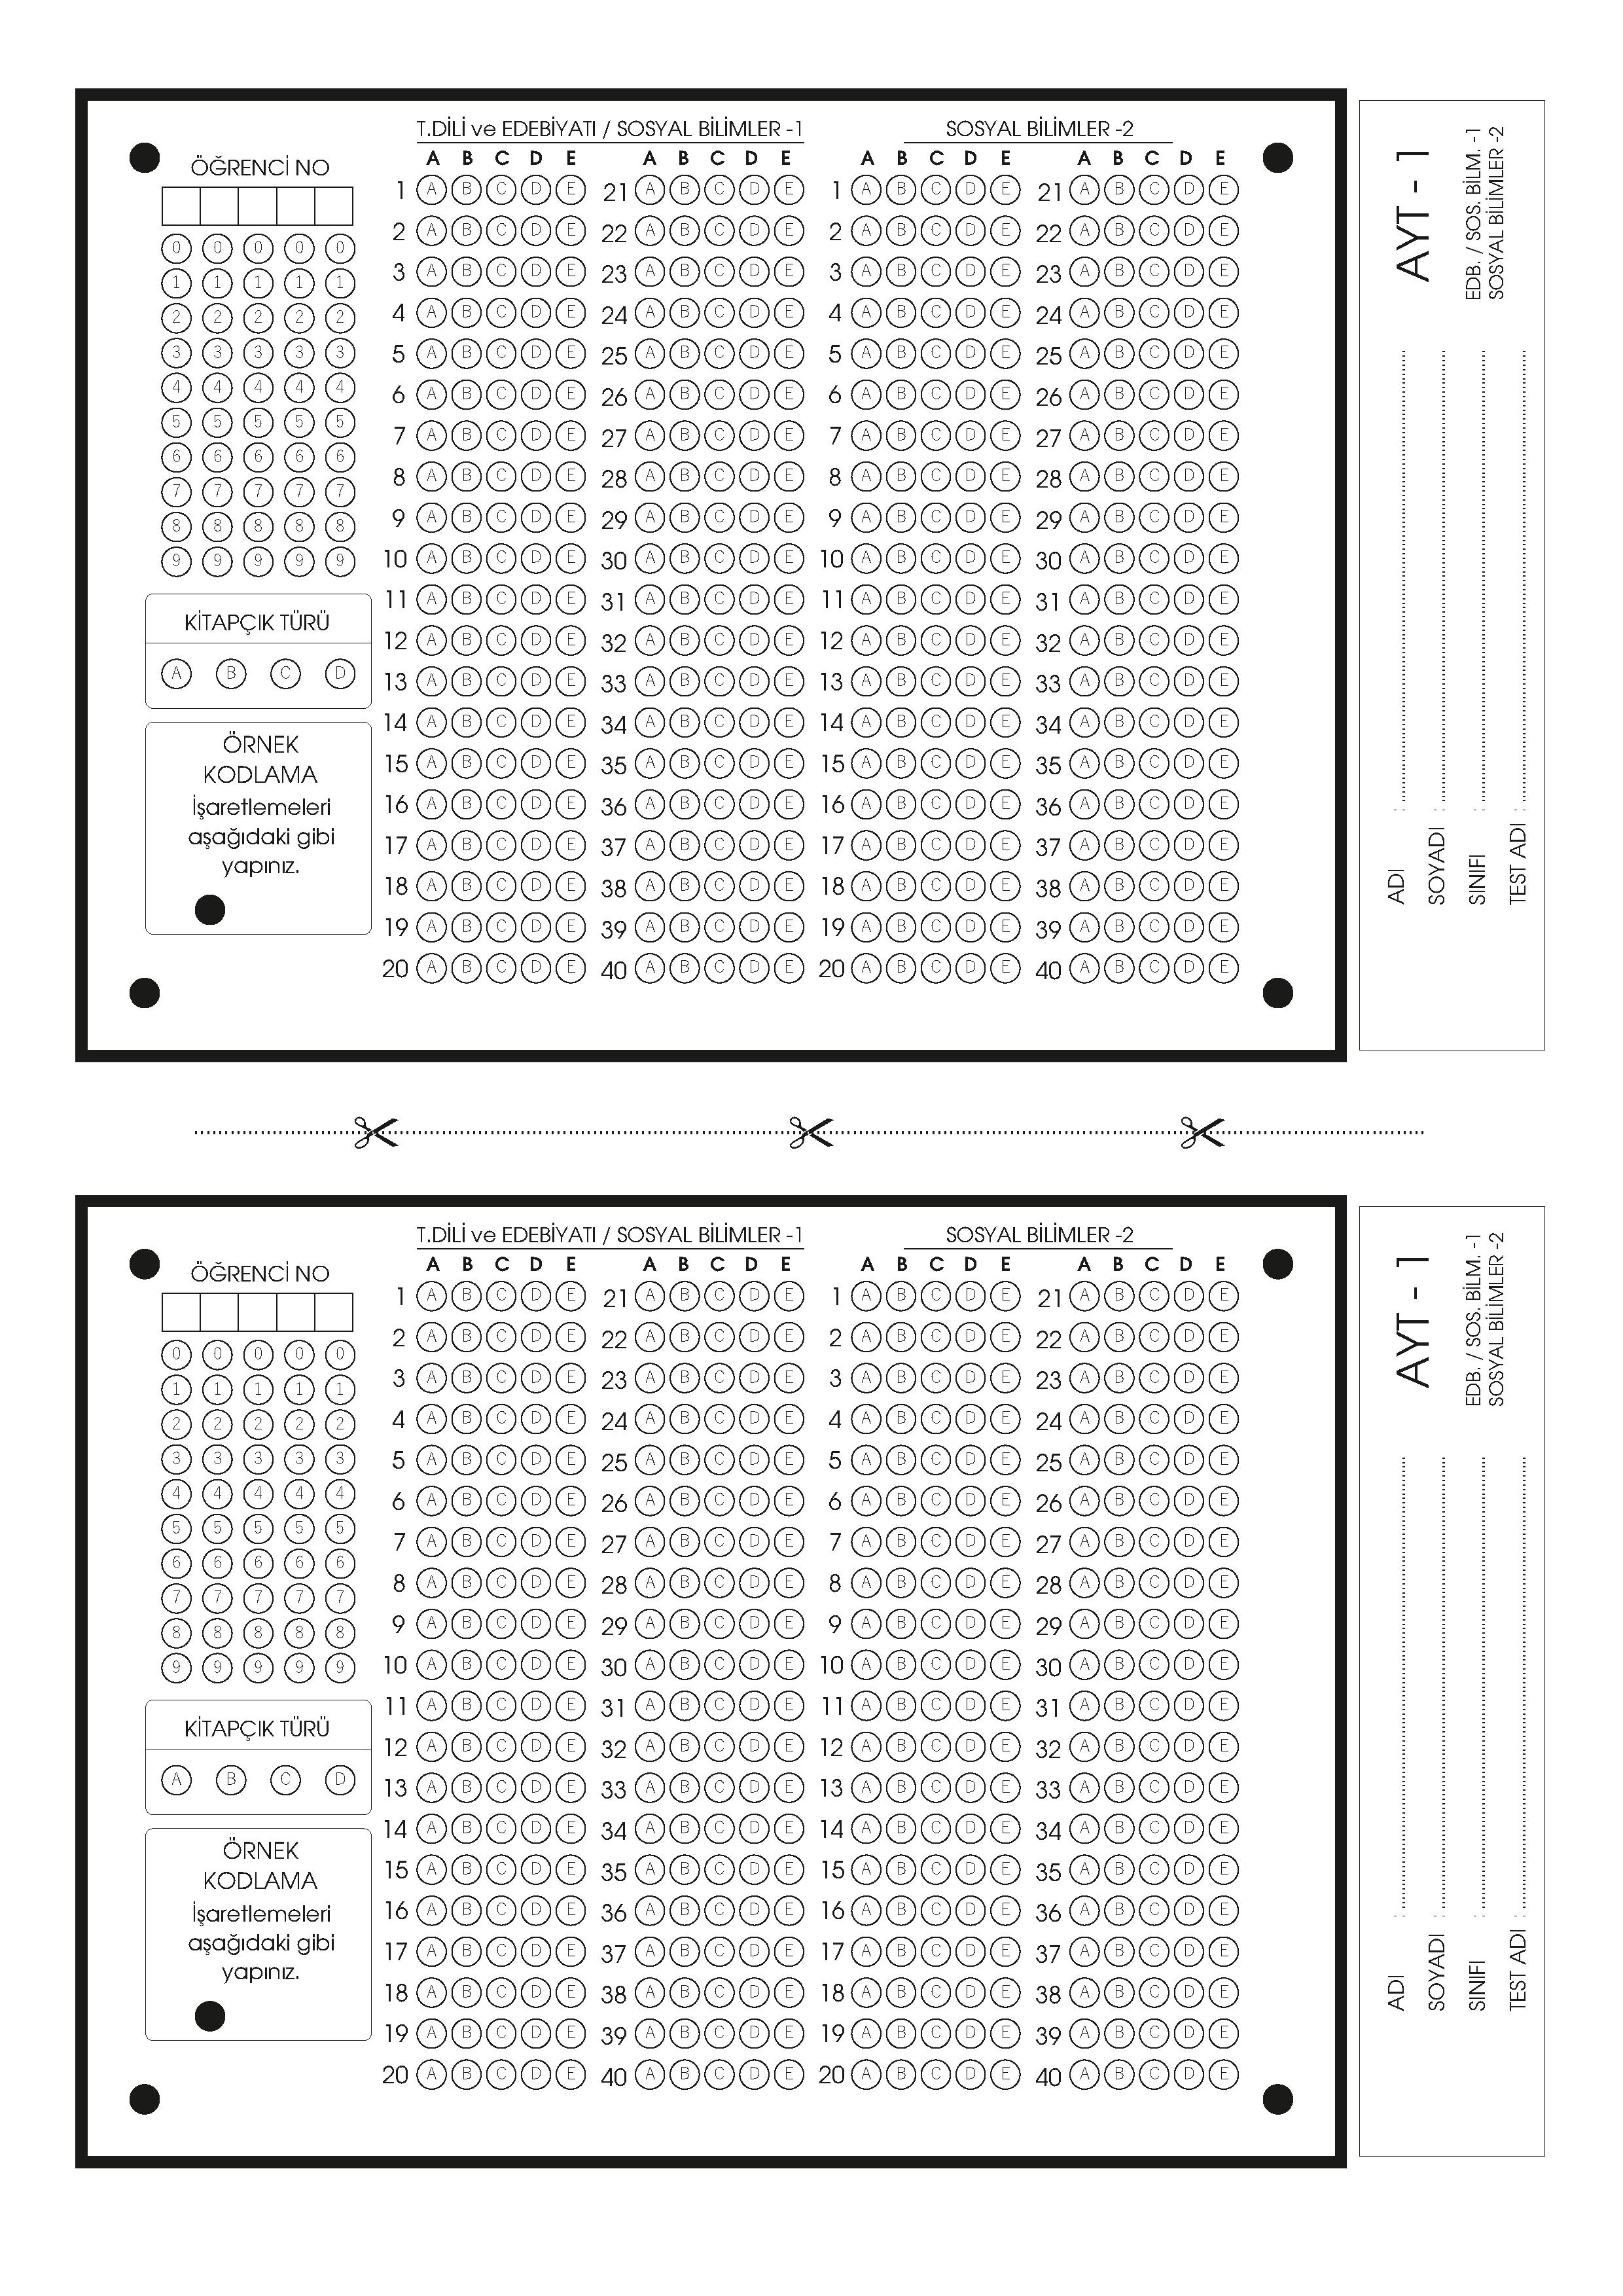 T.DİLİ ve EDEBİYATI / SOSYAL BİLİMLER -1 SOSYAL BİLİMLER -2
A B C D E A B C D E A B C D E A B C D E
ÖĞRENCİ NO
1 A B C D E 21 A B C D E 1 A B C D E 21 A B C D E
2 A B C D E 22 A B C D E 2 A B C D E 22 A B C D E
3 A B C D E 23 A B C D E 3 A B C D E 23 A B C D E
4 A B C D E 24 A B C D E 4 A B C D E 24 A B C D E
5 A B C D E 25 A B C D E 5 A B C D E 25 A B C D E
6 A B C D E 26 A B C D E 6 A B C D E 26 A B C D E
7 A B C D E 27 A B C D E 7 A B C D E 27 A B C D E
8 A B C D E 28 A B C D E 8 A B C D E 28 A B C D E
9 A B C D E 29 A B C D E 9 A B C D E 29 A B C D E
10 A B C D E 30 A B C D E 10 A B C D E 30 A B C D E
11 A B C D E 31 A B C D E 11 A B C D E 31 A B C D E
12 A B C D E 32 A B C D E 12 A B C D E 32 A B C D E
13 A B C D E 33 A B C D E 13 A B C D E 33 A B C D E
14 A B C D E 34 A B C D E 14 A B C D E 34 A B C D E
15 A B C D E 35 A B C D E 15 A B C D E 35 A B C D E
16 A B C D E 36 A B C D E 16 A B C D E 36 A B C D E
17 A B C D E 37 A B C D E 17 A B C D E 37 A B C D E
18 A B C D E 38 A B C D E 18 A B C D E 38 A B C D E
19 A B C D E 39 A B C D E 19 A B C D E 39 A B C D E
20 A B C D E 40 A B C D E 20 A B C D E 40 A B C D E
0 0 0 0 0
1 1 1 1 1
2 2 2 2 2
3 3 3 3 3
4 4 4 4 4
5 5 5 5 5
6 6 6 6 6
7 7 7 7 7
8 8 8 8 8
9 9 9 9 9
KİTAPÇIK TÜRÜ
A B C D
ÖRNEK
KODLAMA
İşaretlemeleri
aşağıdaki gibi
yapınız.
AYT - 1
EDB. / SOS. BİLM. -1
SOSYAL BİLİMLER -2
ADI :
SOYADI :
SINIFI :
TEST ADI :
T.DİLİ ve EDEBİYATI / SOSYAL BİLİMLER -1 SOSYAL BİLİMLER -2
A B C D E A B C D E A B C D E A B C D E
ÖĞRENCİ NO
1 A B C D E 21 A B C D E 1 A B C D E 21 A B C D E
2 A B C D E 22 A B C D E 2 A B C D E 22 A B C D E
3 A B C D E 23 A B C D E 3 A B C D E 23 A B C D E
4 A B C D E 24 A B C D E 4 A B C D E 24 A B C D E
5 A B C D E 25 A B C D E 5 A B C D E 25 A B C D E
6 A B C D E 26 A B C D E 6 A B C D E 26 A B C D E
7 A B C D E 27 A B C D E 7 A B C D E 27 A B C D E
8 A B C D E 28 A B C D E 8 A B C D E 28 A B C D E
9 A B C D E 29 A B C D E 9 A B C D E 29 A B C D E
10 A B C D E 30 A B C D E 10 A B C D E 30 A B C D E
11 A B C D E 31 A B C D E 11 A B C D E 31 A B C D E
12 A B C D E 32 A B C D E 12 A B C D E 32 A B C D E
13 A B C D E 33 A B C D E 13 A B C D E 33 A B C D E
14 A B C D E 34 A B C D E 14 A B C D E 34 A B C D E
15 A B C D E 35 A B C D E 15 A B C D E 35 A B C D E
16 A B C D E 36 A B C D E 16 A B C D E 36 A B C D E
17 A B C D E 37 A B C D E 17 A B C D E 37 A B C D E
18 A B C D E 38 A B C D E 18 A B C D E 38 A B C D E
19 A B C D E 39 A B C D E 19 A B C D E 39 A B C D E
20 A B C D E 40 A B C D E 20 A B C D E 40 A B C D E
0 0 0 0 0
1 1 1 1 1
2 2 2 2 2
3 3 3 3 3
4 4 4 4 4
5 5 5 5 5
6 6 6 6 6
7 7 7 7 7
8 8 8 8 8
9 9 9 9 9
KİTAPÇIK TÜRÜ
A B C D
ÖRNEK
KODLAMA
İşaretlemeleri
aşağıdaki gibi
yapınız.
AYT - 1
EDB. / SOS. BİLM. -1
SOSYAL BİLİMLER -2
ADI :
SOYADI :
SINIFI :
TEST ADI :